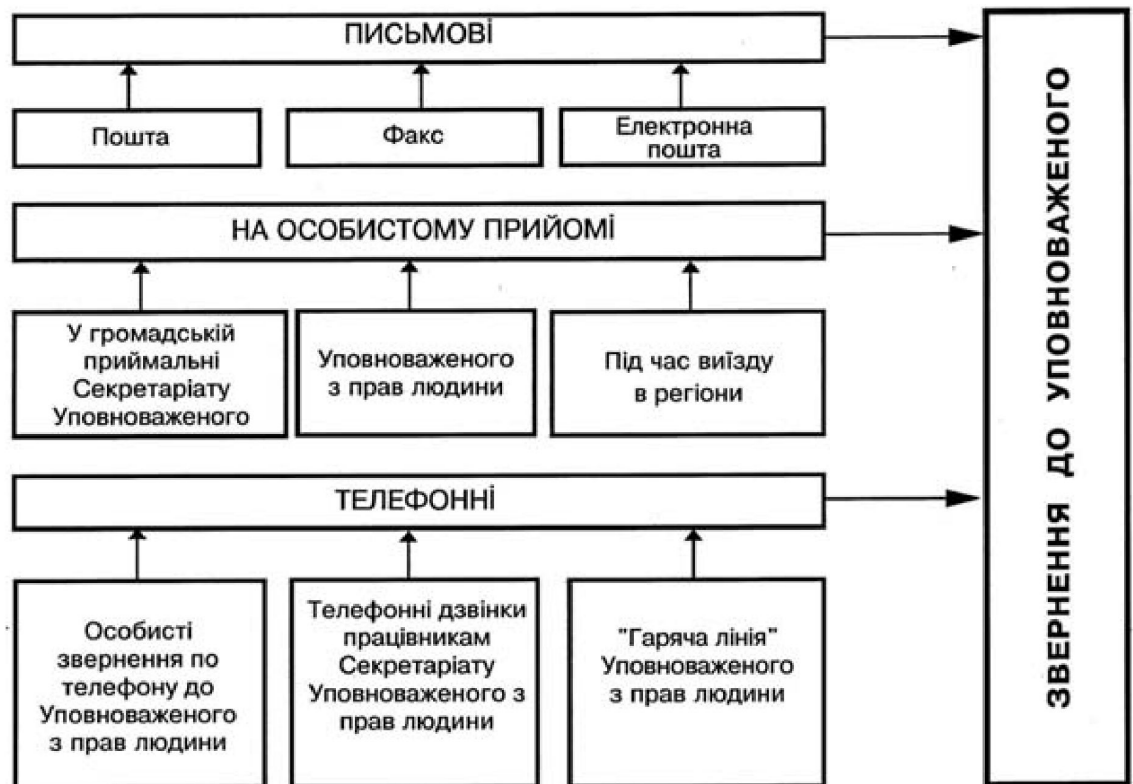 ПИСЬМОВІ
Пошта
Факс
Електронна
пошта
НА ОСОБИСТОМУ ПРИЙОМІ
У громадській
приймальні
Секретаріату
Уповноваженого
Уповноваженого
з прав людини
Під час виїзду
в регіони
ТЕЛЕФОННІ
Особисті
звернення по
телефону до
Уповноваженого
з прав людини
Телефонні дзвінки
працівникам
Секретаріату
Уповноваженого з
прав людини
"Гаряча лінія"
Уповноваженого
з прав людини
ЗВЕРНЕННЯ ДО УПОВНОВАЖЕНОГО